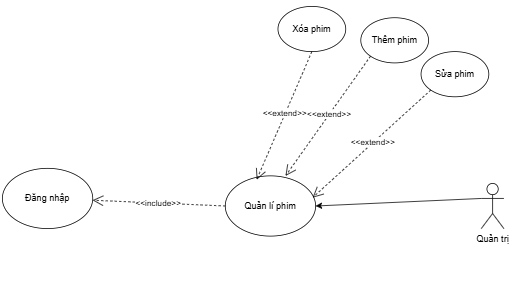 Xóa phim
Thêm phim
Sửa phim
<<extend>>
<<extend>>
<<extend>>
Đăng nhập
<<include>>
Quản lí phim
Quản trị